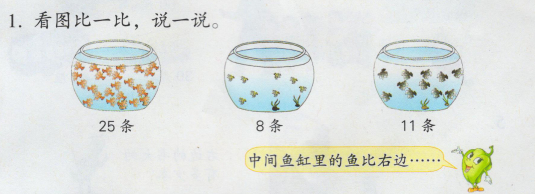 1. 看图比一比，说一说。
25 条 8 条 11 条
中间鱼缸里的鱼比右边……